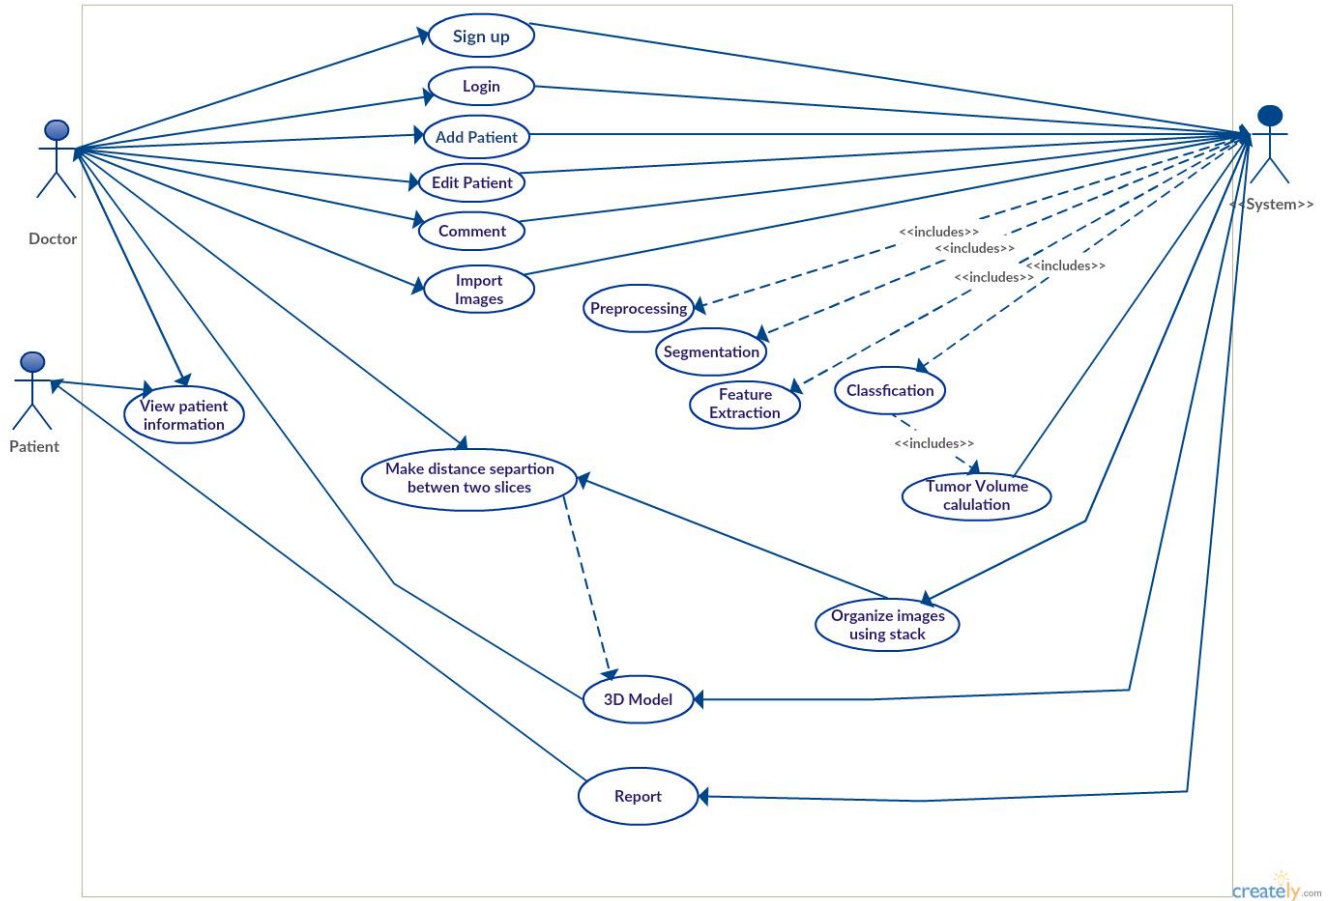 Sign up
Login
Add Patient
Edit Patient
Comment
Import
Images
Doctor
<<System>>
<<includes>>
<<includes>>
<<includes>>
<<includes>>
Preprocessing
Segmentation
Feature
Extraction
Classfication
<<includes>>
Tumor Volume
calulation
Patient
View patient
information
Make distance separtion
betwen two slices
Organize images
using stack
3D Model
Report
creately.com